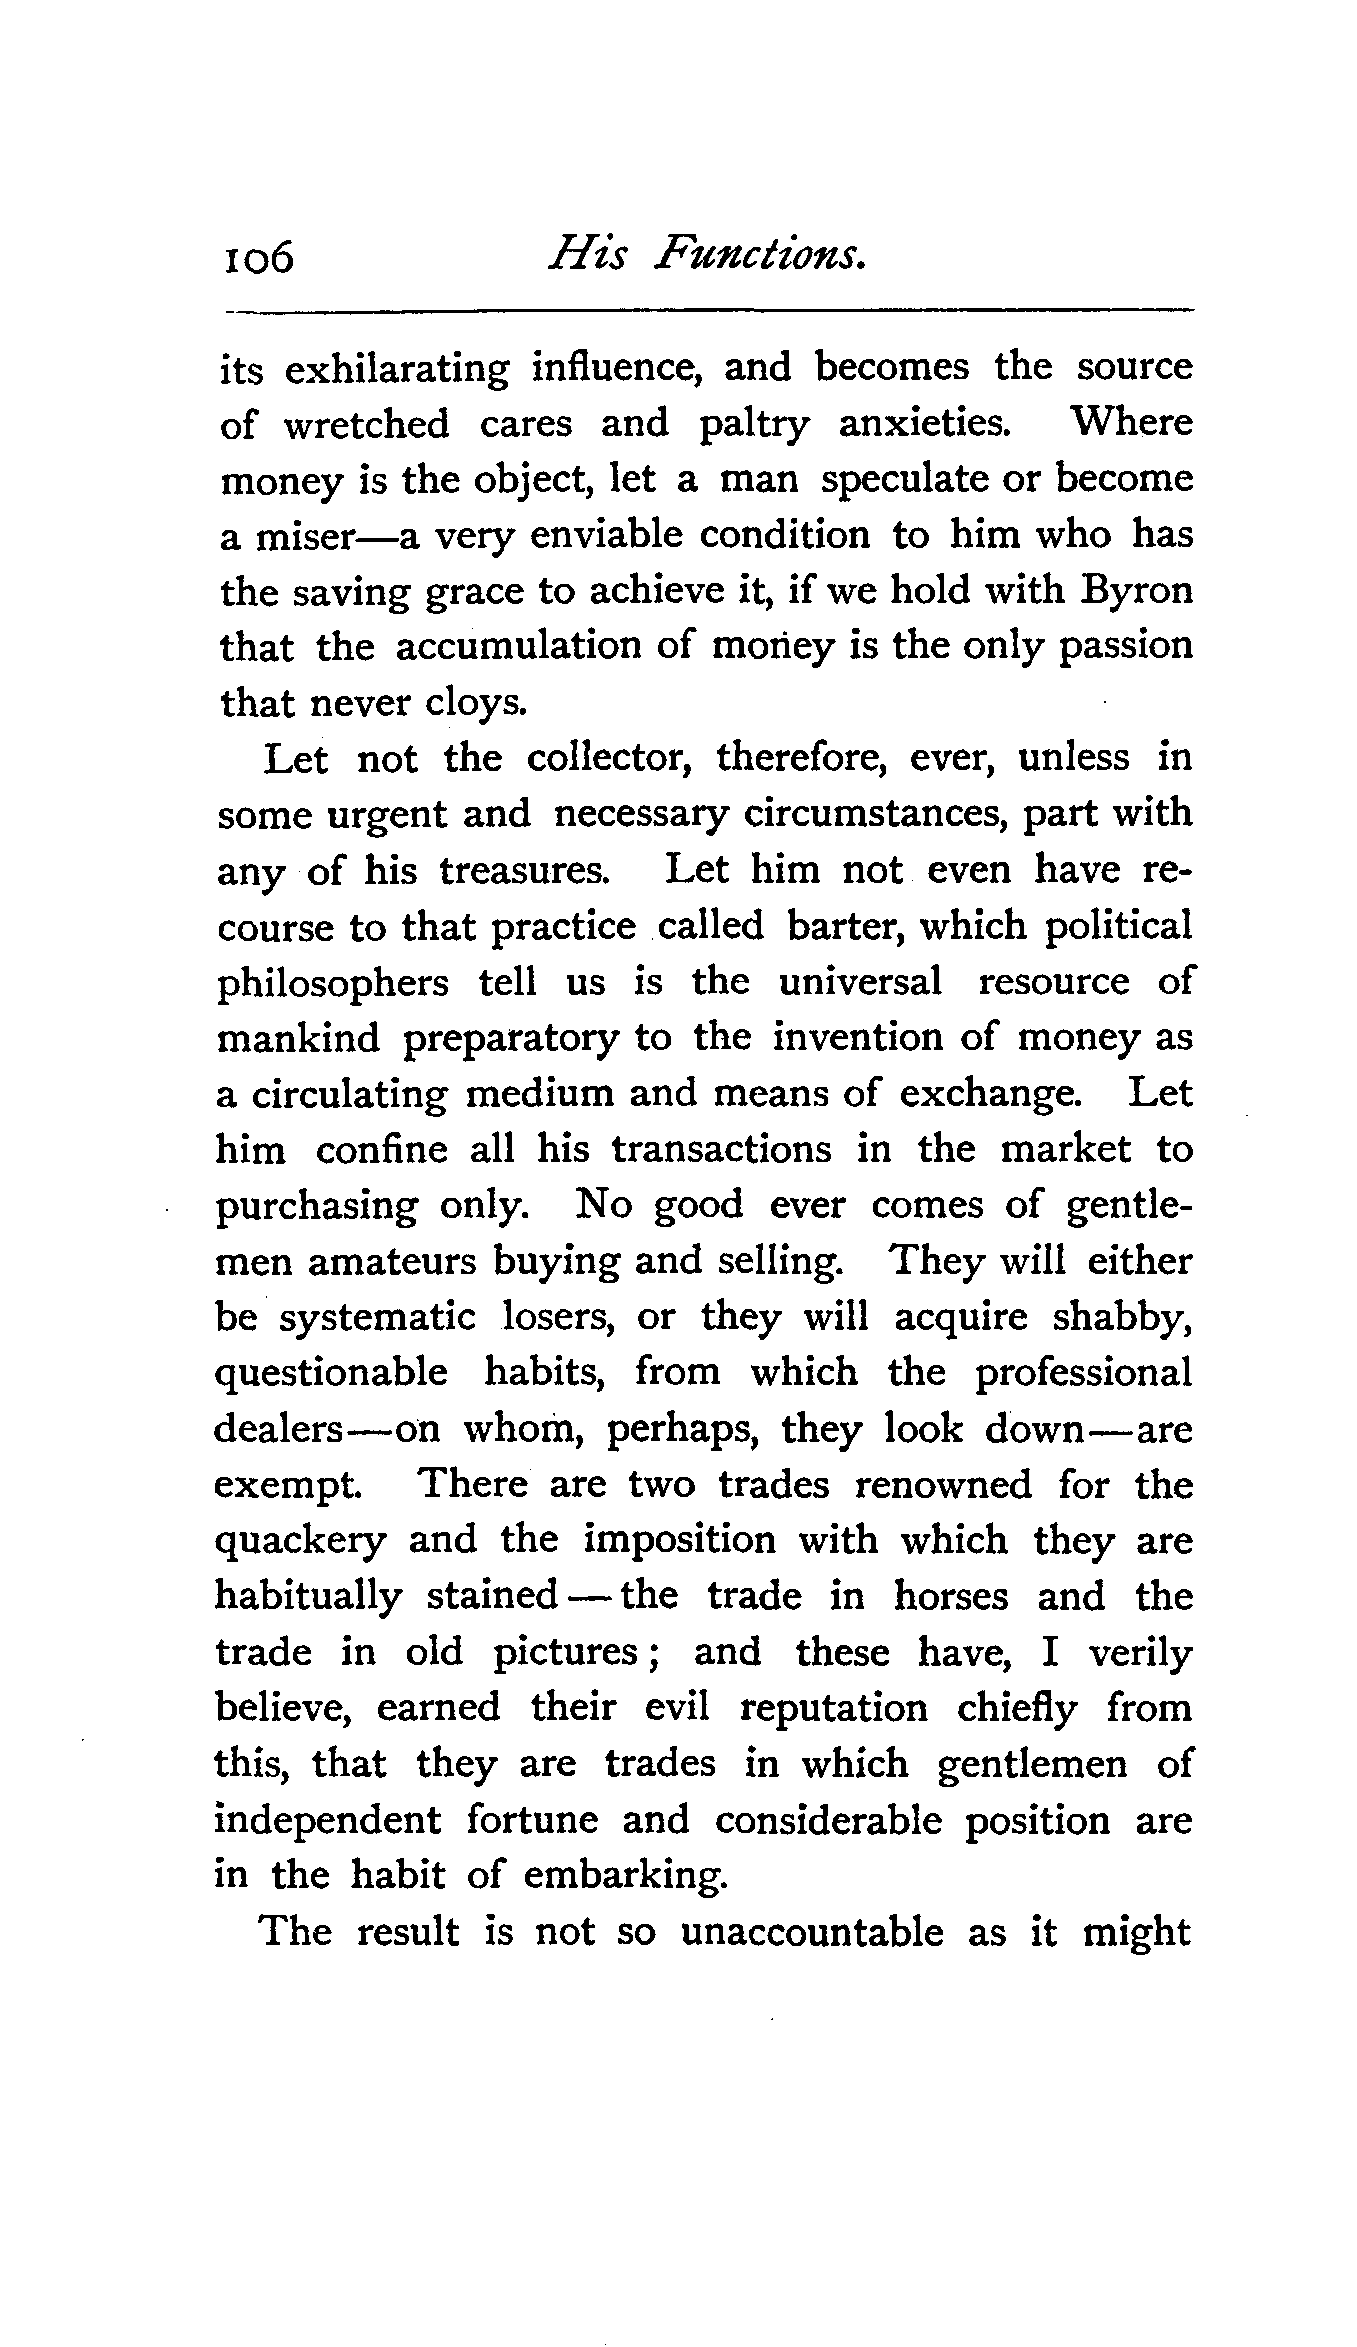 106 His Functions.
its exhilarating influence, and becomes the source
of wretched cares and paltry anxieties. Where
money is the object, let a man speculate or become
a miser—a very enviable condition to him who has
the saving grace to achieve it, if we hold with Byron
that the accumulation of money is the only passion
that never cloys.
Let not the collector, therefore, ever, unless in
some urgent and necessary circumstances, part with
any of his treasures. Let him not even have re-
course to that practice called barter, which political
philosophers tell us is the universal resource of
mankind preparatory to the invention of money as
a circulating medium and means of exchange. Let
him confine all his transactions in the market to
purchasing only. No good ever comes of gentle-
men amateurs buying and selling. They will either
be systematic losers, or they will acquire shabby,
questionable habits, from which the professional
dealers—on whom, perhaps, they look down—are
exempt. There are two trades renowned for the
quackery and the imposition with which they are
habitually stained — the trade in horses and the
trade in old pictures ; and these have, I verily
believe, earned their evil reputation chiefly from
this, that they are trades in which gentlemen of
independent fortune and considerable position are
in the habit of embarking.
The result is not so unaccountable as it might